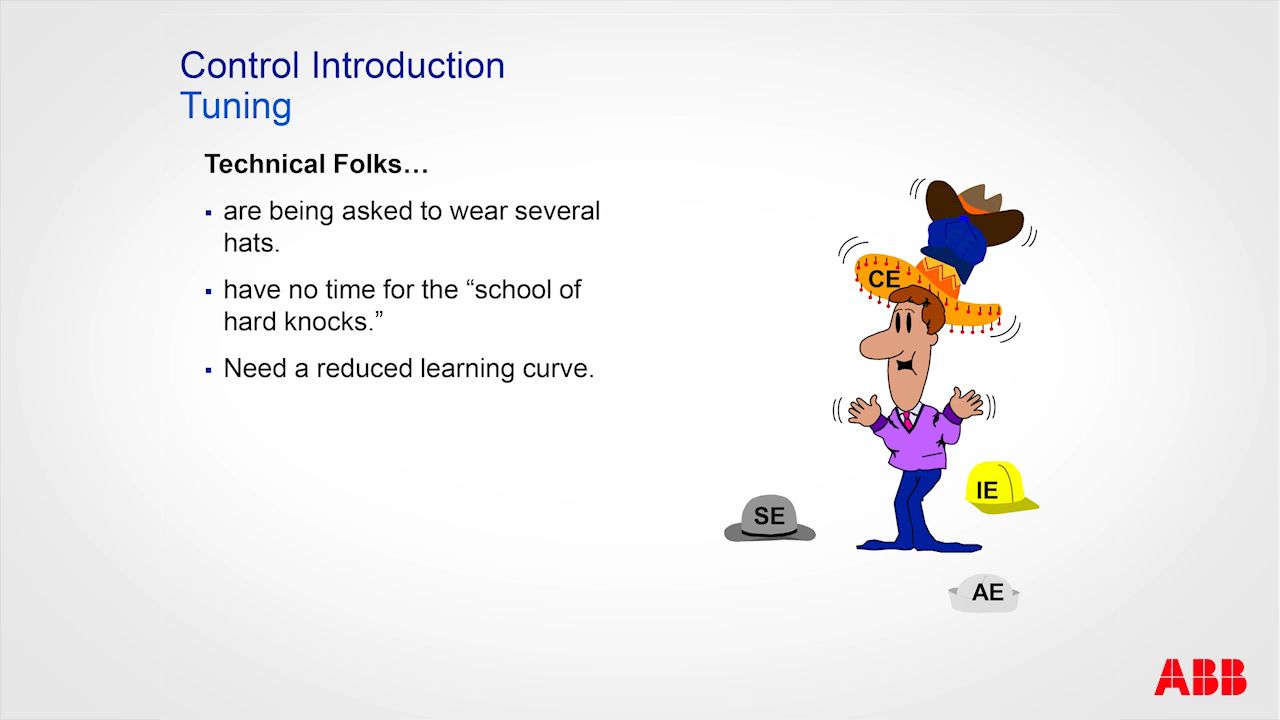 Control Introduction
Tuning
Technical Folks…
▪ are being asked to wear several
hats.
▪ have no time for the “school of
hard knocks.”
▪ Need a reduced learning curve.
CE
IE
SE
AE
ABB